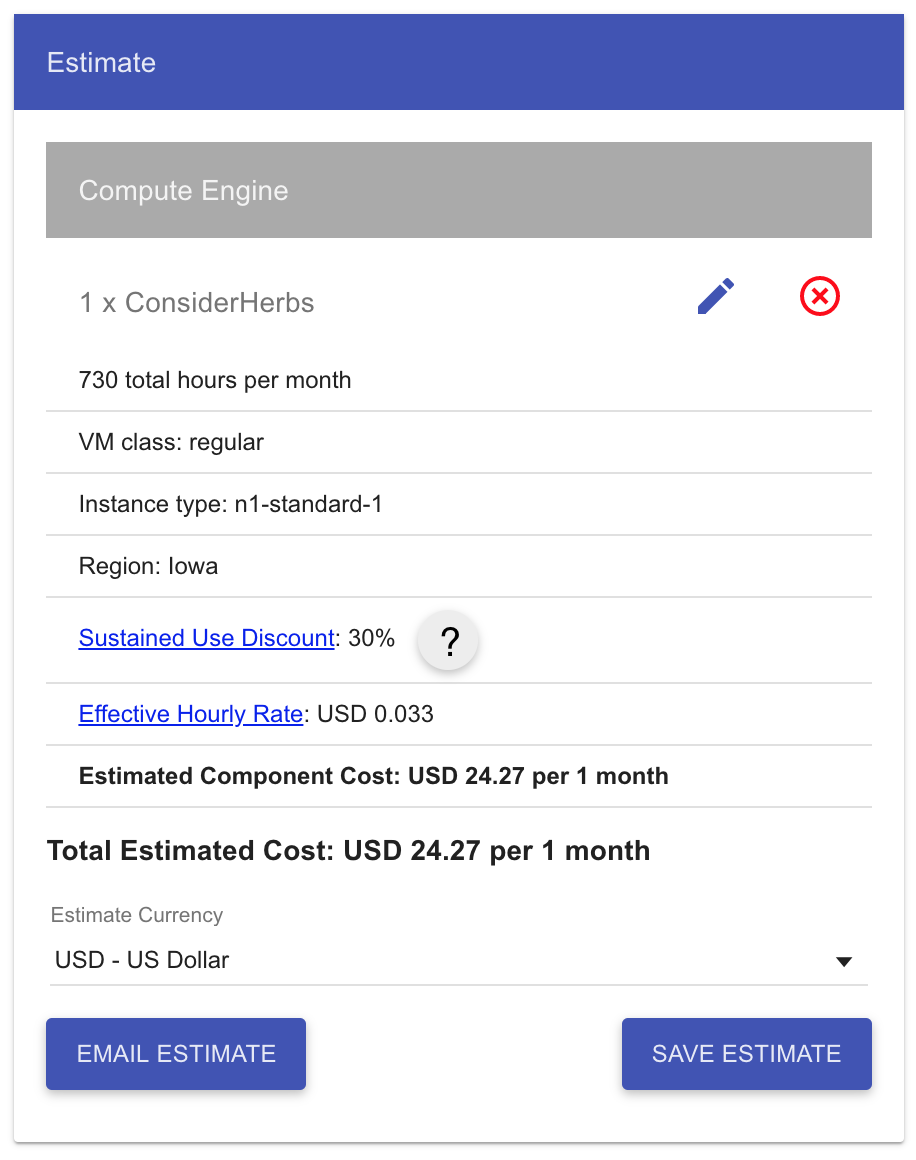 Estimate
Compute Engine
1 x ConsiderHerbs
730 total hours per month
VM class: regular
Instance type: n1-standard-1
Region: Iowa
Sustained Use Discount: 30% ?
Effective Hourly Rate: USD 0.033
Estimated Component Cost: USD 24.27 per 1 month
Total Estimated Cost: USD 24.27 per 1 month
Estimate Currency
USD - US Dollar
EMAIL ESTIMATE SAVE ESTIMATE